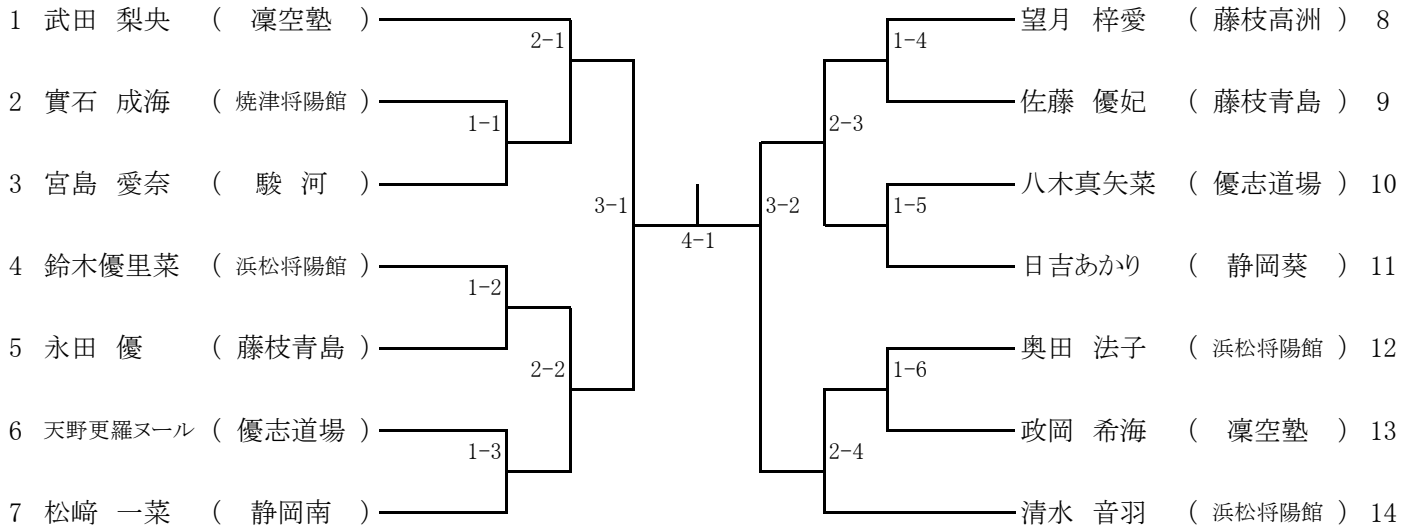 1 武田 梨央 ( 凜空塾 )
2-1
2 實石 成海 ( 焼津将陽館 )
1-1
3 宮島 愛奈 ( 駿 河 )
3-1
4 鈴木優里菜 ( 浜松将陽館 )
1-2
5 永田 優 ( 藤枝青島 )
2-2
6 天野更羅ヌール ( 優志道場 )
1-3
7 松﨑 一菜 ( 静岡南 )
4-1
望月 梓愛 ( 藤枝高洲 ) 8
1-4
佐藤 優妃 ( 藤枝青島 ) 9
2-3
八木真矢菜 ( 優志道場 ) 10
1-5
3-2
日吉あかり ( 静岡葵 ) 11
奥田 法子 ( 浜松将陽館 ) 12
1-6
政岡 希海 ( 凜空塾 ) 13
2-4
清水 音羽 ( 浜松将陽館 ) 14